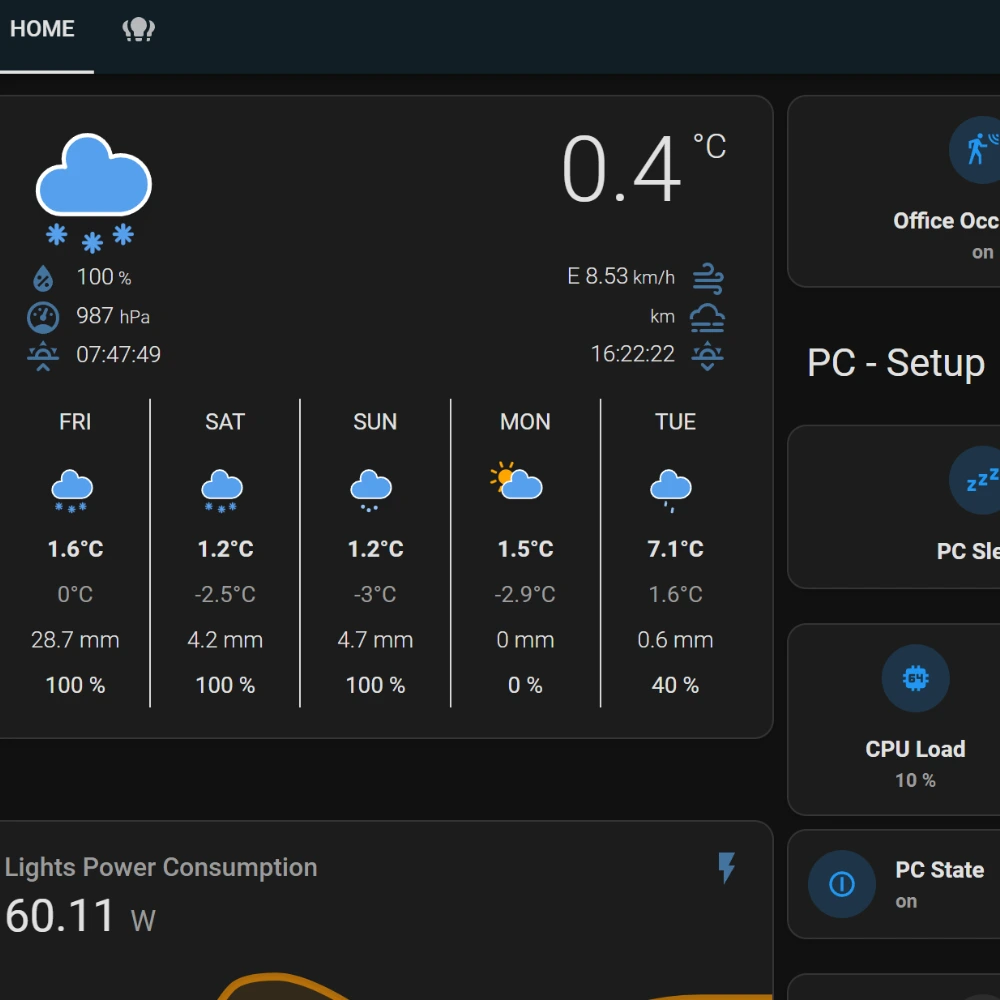 HOME
0.4 °C
100 %
E 8.53 km/h
987 hPa
km
07:47:49
16:22:22
FRI SAT SUN MON TUE
1.6°C 1.2°C 1.2°C 1.5°C 7.1°C
0°C -2.5°C -3°C -2.9°C 1.6°C
28.7 mm 4.2 mm 4.7 mm 0 mm 0.6 mm
100 % 100 % 100 % 0 % 40 %
Lights Power Consumption
60.11 W
Office Occ
on
PC - Setup
zzz
PC Sle
64
CPU Load
10 %
PC State
on